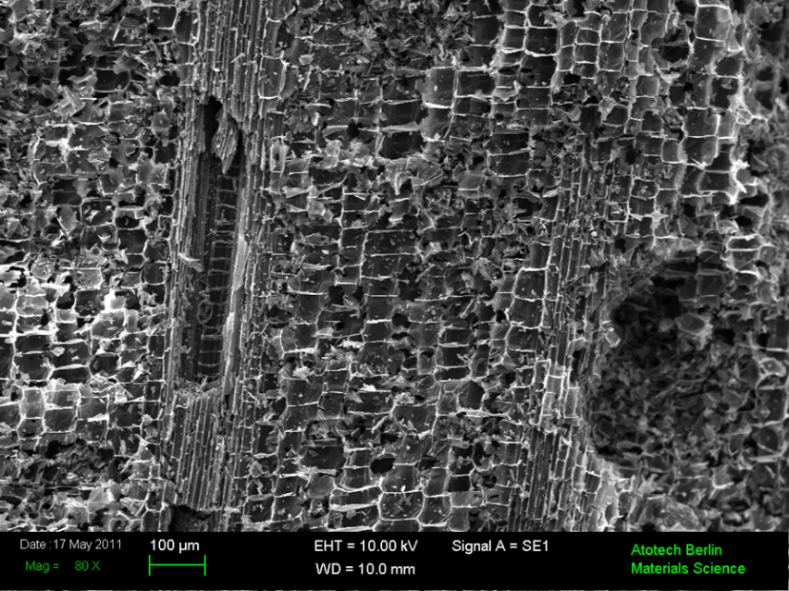 Date :17 May 2011
100 µm
EHT = 10.00 kV
Signal A = SE1
Atotech Berlin
Mag = 80 X
WD = 10.0 mm
Materials Science